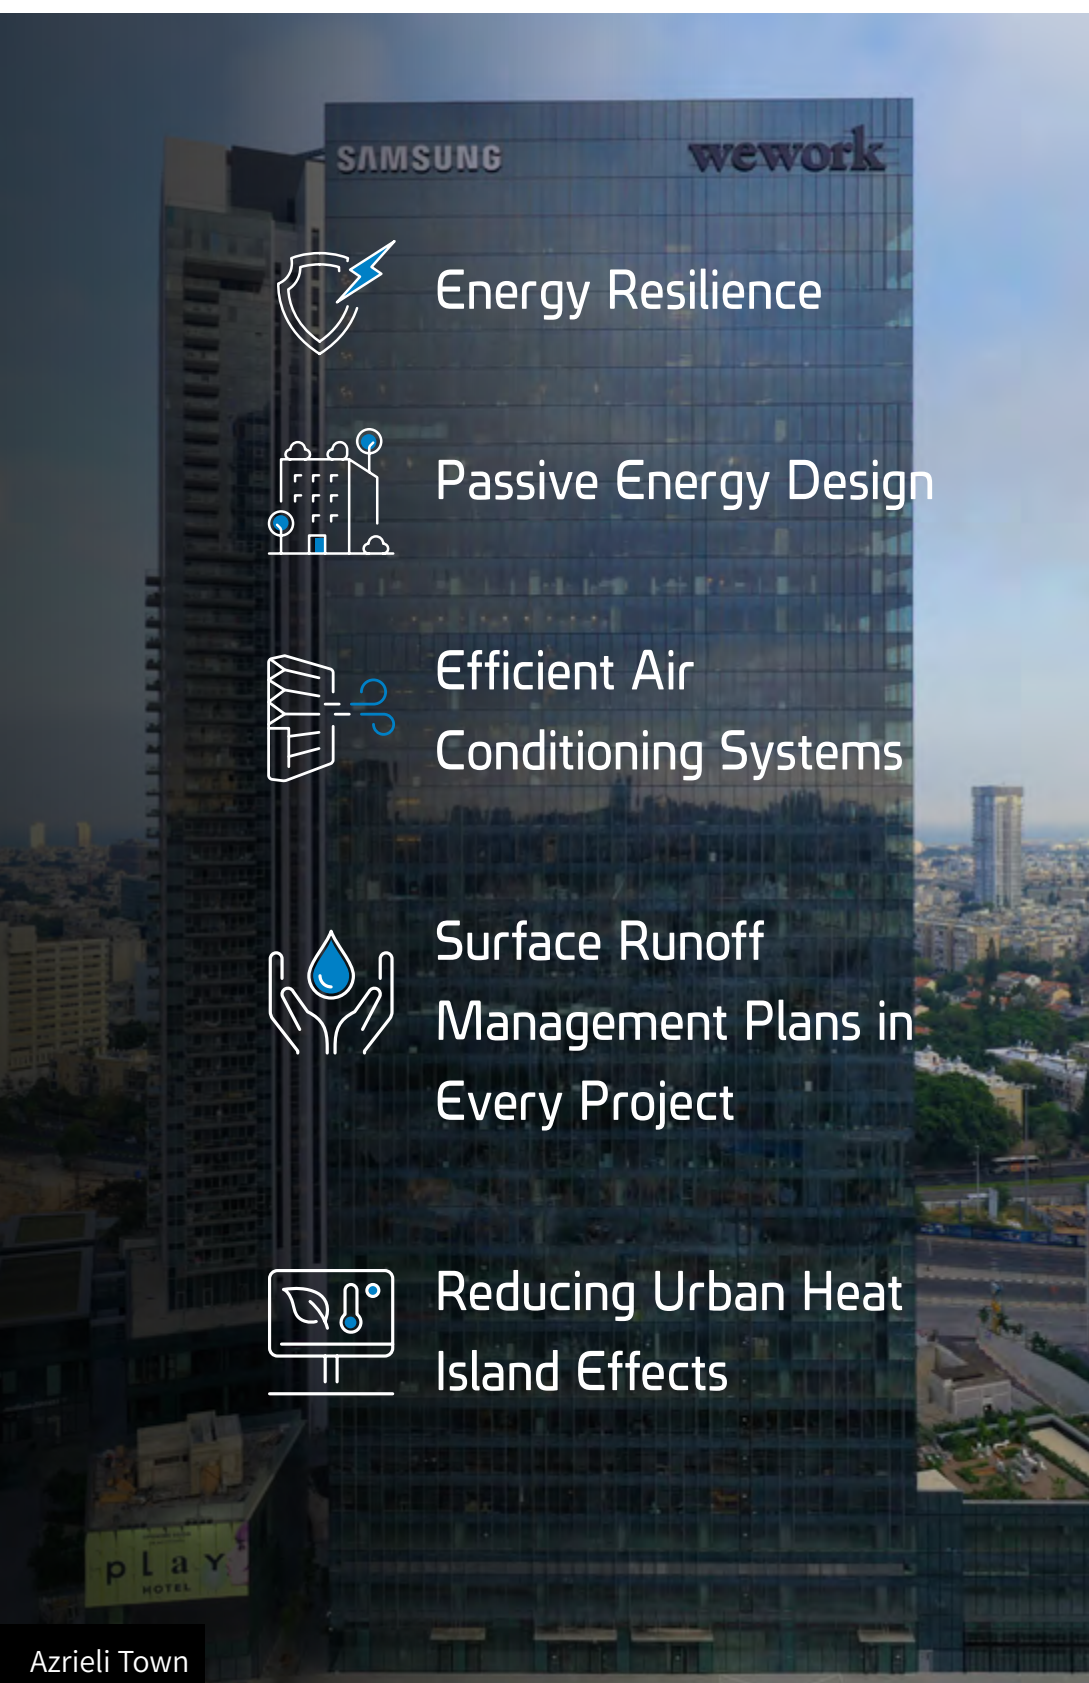 SAMSUNG
wework
Energy Resilience
Passive Energy Design
Efficient Air
Conditioning Systems
Surface Runoff
Management Plans in
Every Project
Reducing Urban Heat
Island Effects
play
HOTEL
Azrieli Town